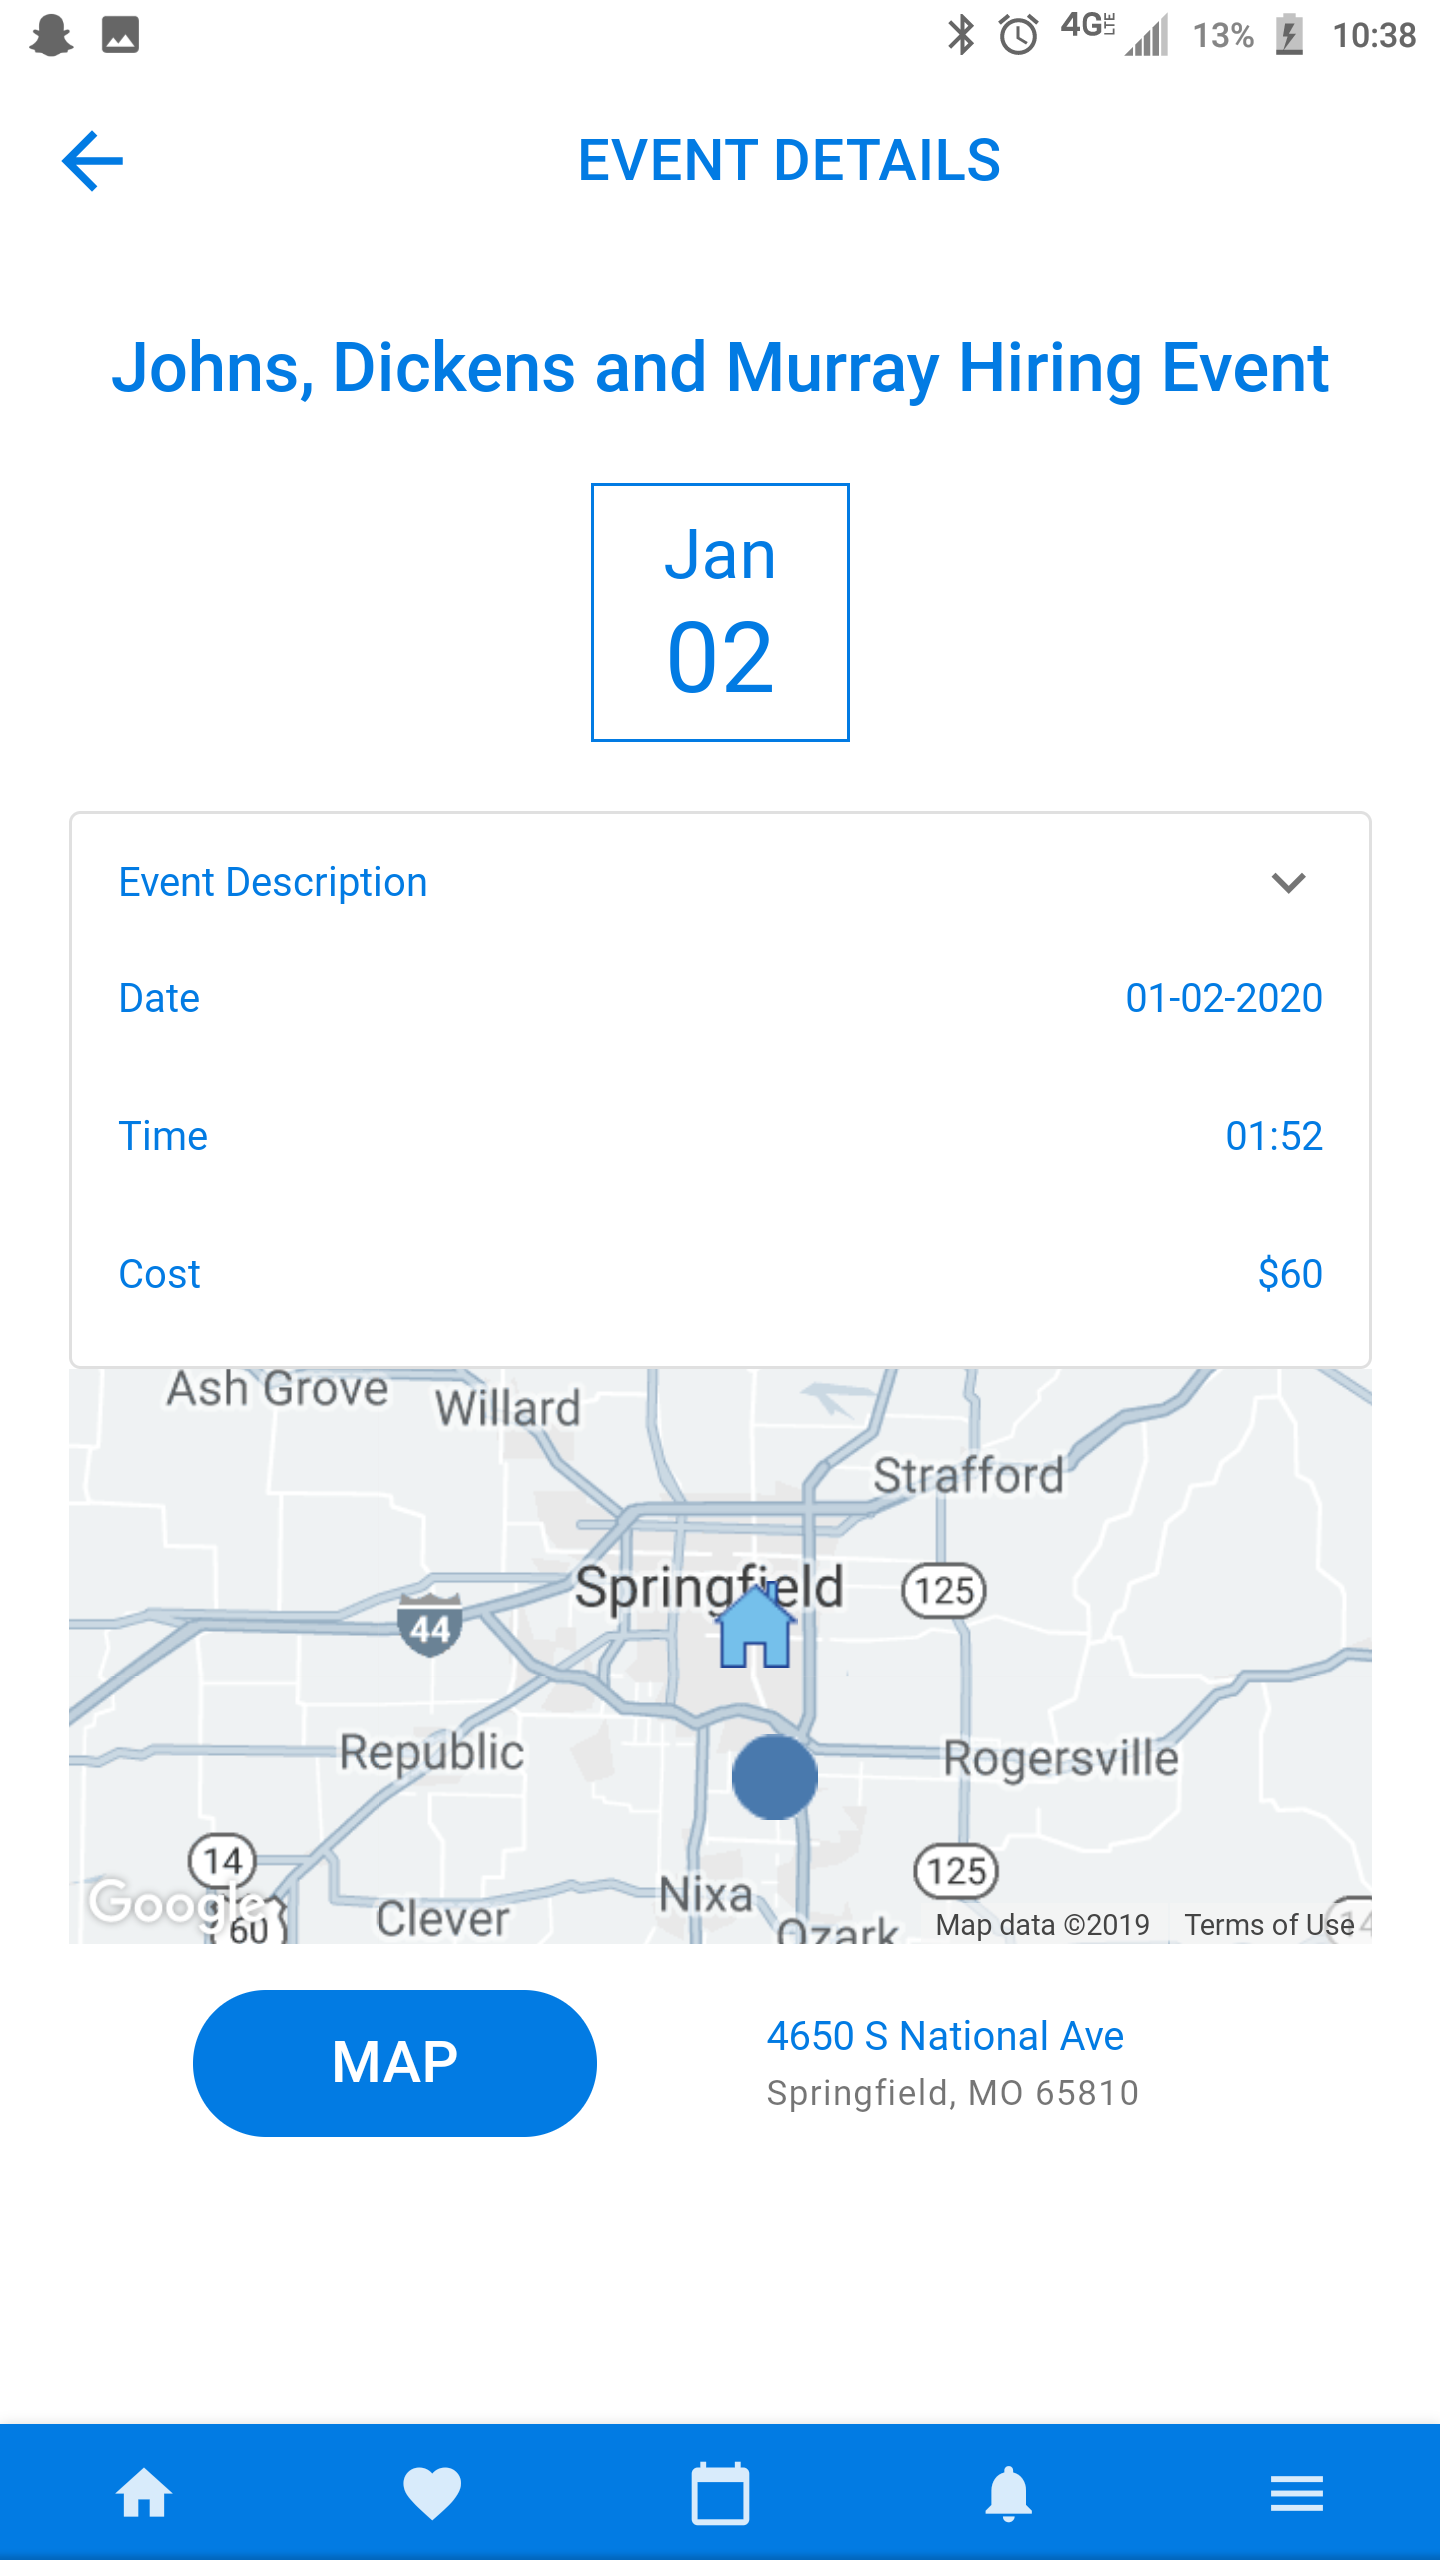 4G LTE 13% 10:38
EVENT DETAILS
Johns, Dickens and Murray Hiring Event
Jan
02
Event Description
Date 01-02-2020
Time 01:52
Cost $60
Ash Grove
Willard
Strafford
Springfield
125
44
Republic
Rogersville
14
125
Google
60
Clever
Nixa
Ozark
14
Map data ©2019 Terms of Use
MAP
4650 S National Ave
Springfield, MO 65810